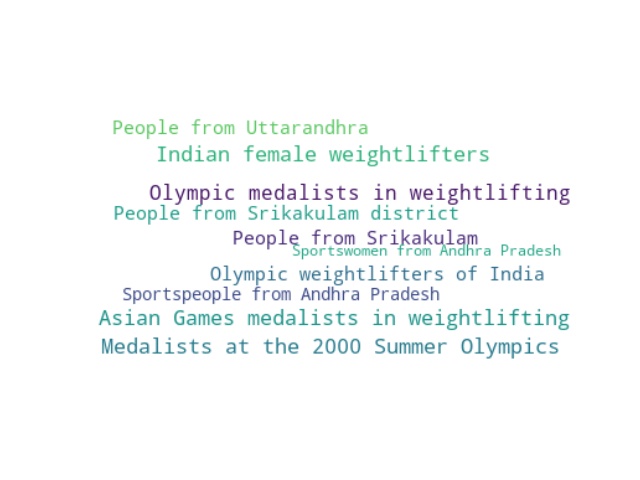 People from Uttarandhra
Indian female weightlifters
Olympic medalists in weightlifting
People from Srikakulam district
People from Srikakulam
Sportswomen from Andhra Pradesh
Olympic weightlifters of India
Sportspeople from Andhra Pradesh
Asian Games medalists in weightlifting
Medalists at the 2000 Summer Olympics